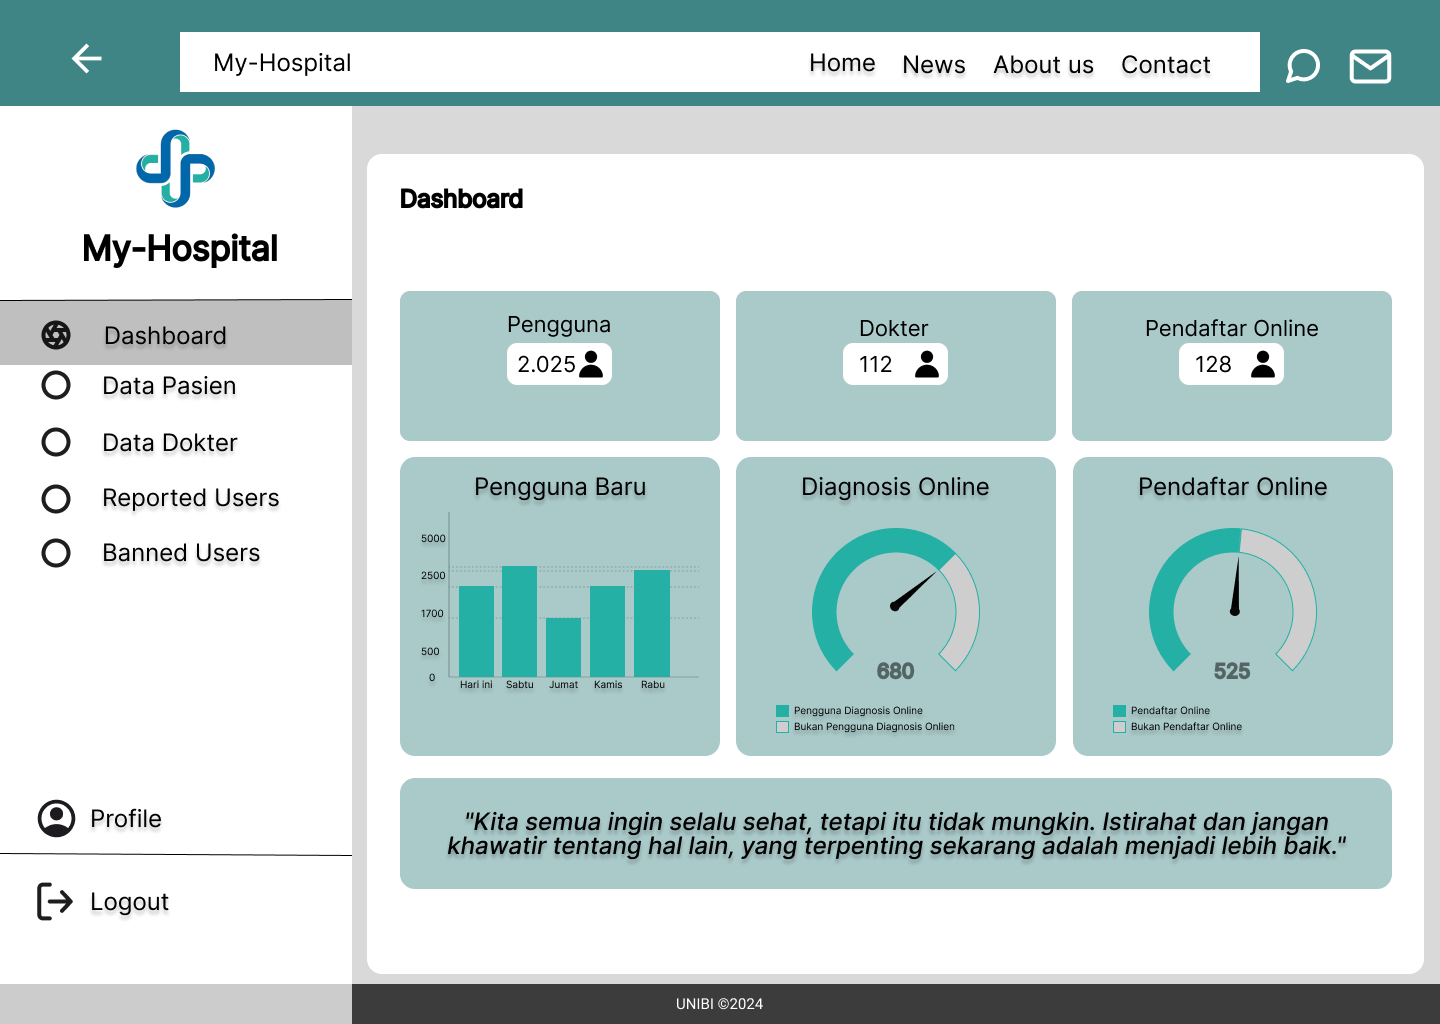 My-Hospital
Home
News
About us
Contact
My-Hospital
Dashboard
Data Pasien
Data Dokter
Reported Users
Banned Users
Profile
Logout
Dashboard
Pengguna
2.025
Dokter
112
Pendaftar Online
128
Pengguna Baru
5000
2500
1700
500
0
Hari ini
Sabtu
Jumat
Kamis
Rabu
Diagnosis Online
680
Pengguna Diagnosis Online
Bukan Pengguna Diagnosis Onlien
Pendaftar Online
525
Pendaftar Online
Bukan Pendaftar Online
"Kita semua ingin selalu sehat, tetapi itu tidak mungkin. Istirahat dan jangan
khawatir tentang hal lain, yang terpenting sekarang adalah menjadi lebih baik."
UNIBI ©2024